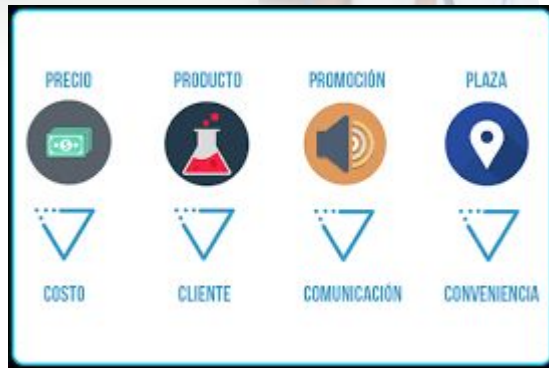 PRECIO PRODUCTO PROMOCIÓN PLAZA
COSTO CLIENTE COMUNICACIÓN CONVENIENCIA